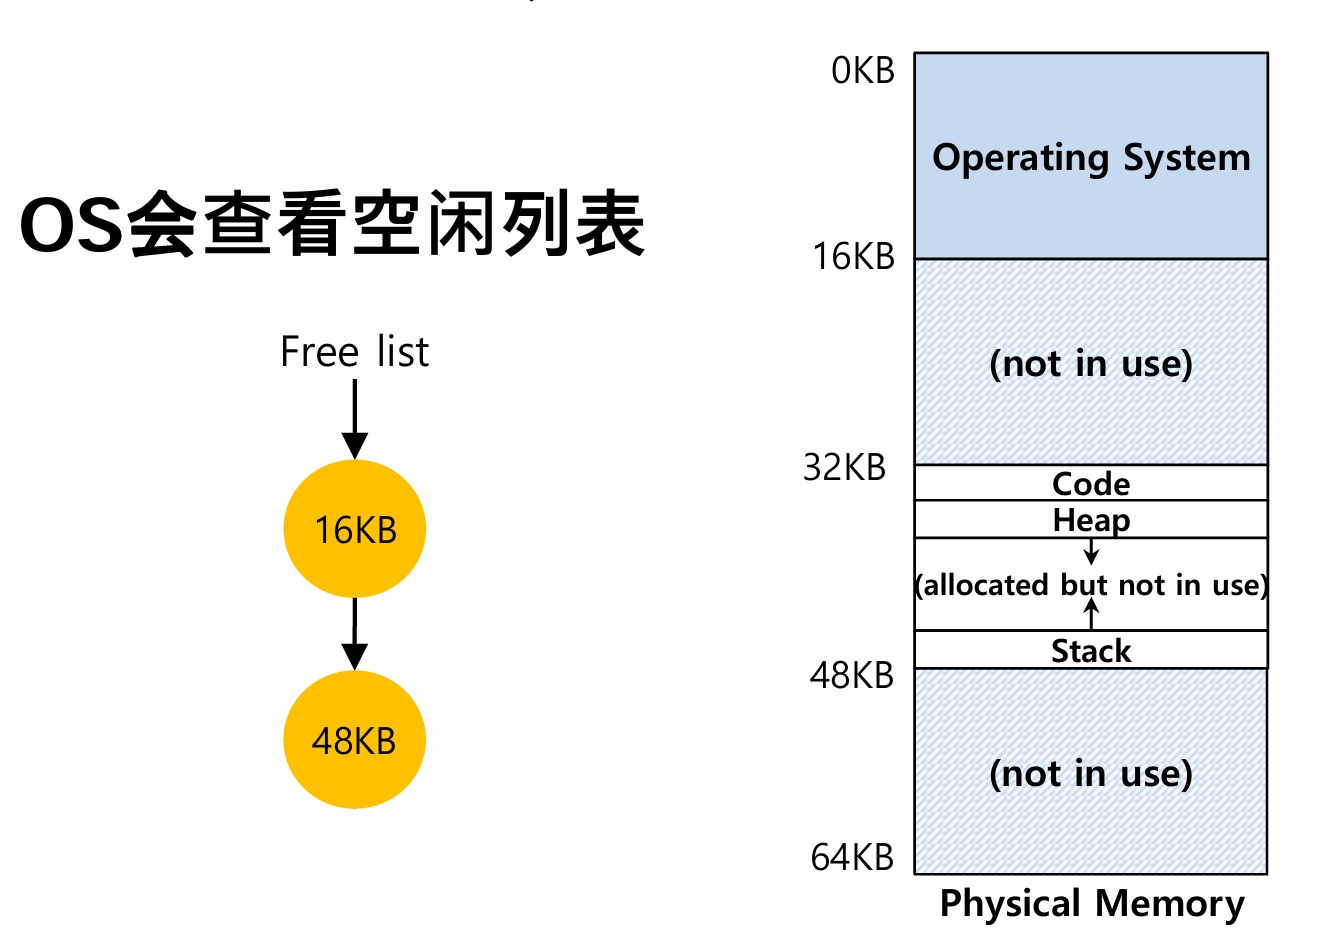 OS会查看空闲列表
Free list
16KB
48KB
0KB
Operating System
16KB
(not in use)
32KB
Code
Heap
(allocated but not in use)
Stack
48KB
(not in use)
64KB
Physical Memory